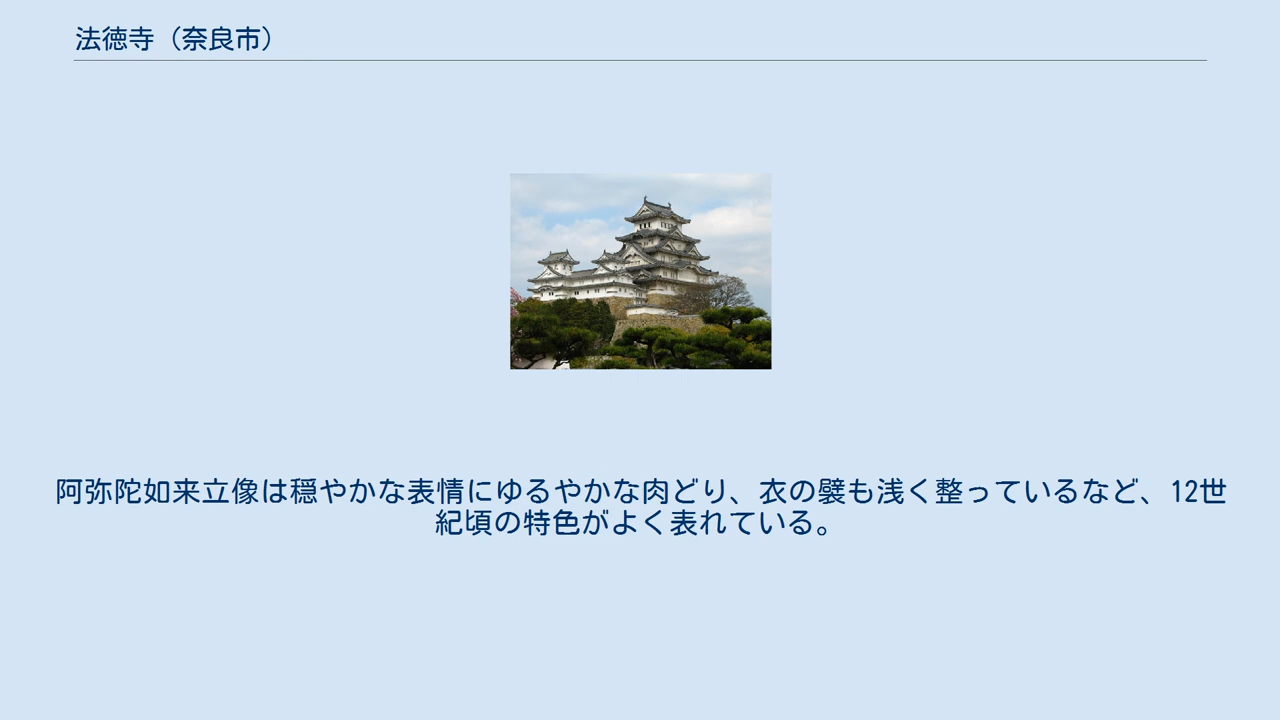 法徳寺（奈良市）
阿弥陀如来立像は穏やかな表情にゆるやかな肉どり、衣の襞も浅く整っているなど、12世
紀頃の特色がよく表れている。